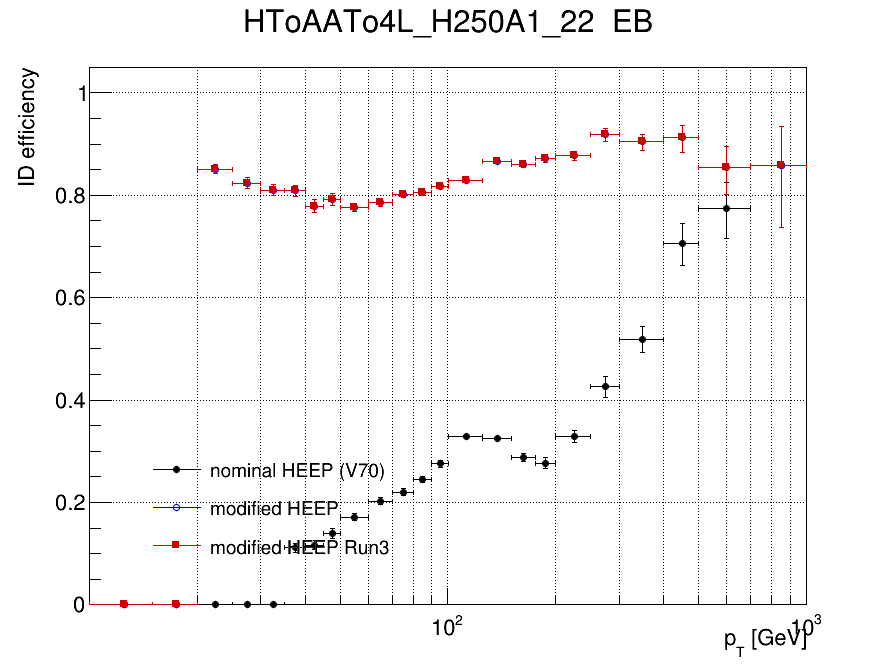 HToAATo4L_H250A1_22 EB
ID efficiency
1
0.8
0.6
0.4
0.2
0
nominal HEEP (V70)
modified HEEP
modified HEEP Run3
10²
10³
p_T [GeV]